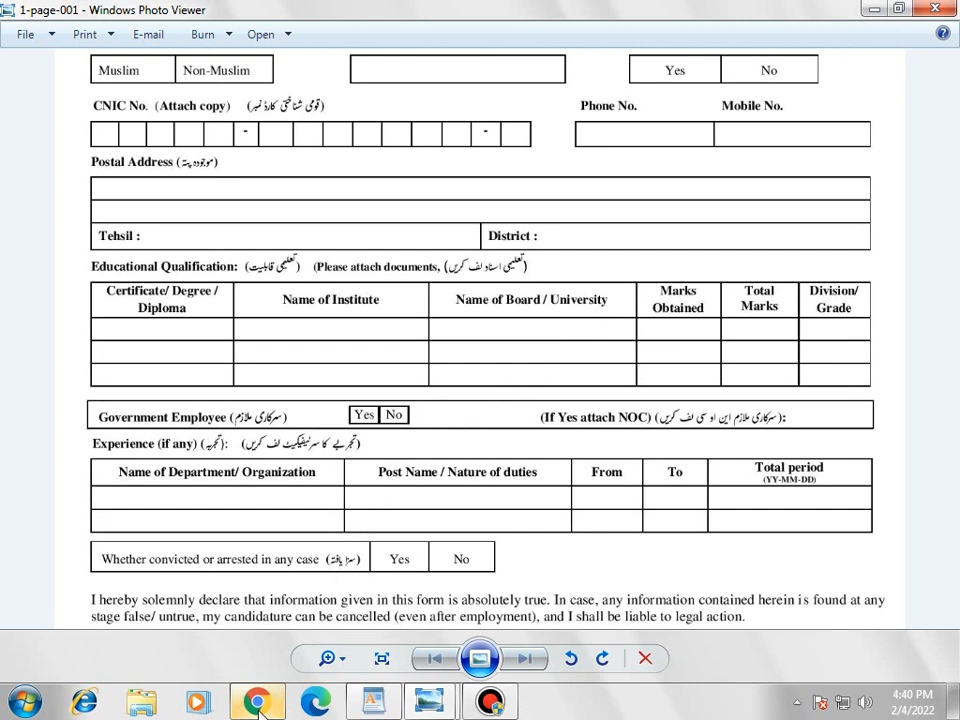 1-page-001 - Windows Photo Viewer
File Print E-mail Burn Open
Muslim Non-Muslim Yes No
CNIC No. (Attach copy) (قومی شناختی کارڈ نمبر) Phone No. Mobile No.
- -
Postal Address (موجودہ پتہ)
Tehsil : District :
Educational Qualification: (تعلیمی قابلیت) (Please attach documents, (تعلیمی اسناد لف کریں)
Certificate/ Degree / Diploma Name of Institute Name of Board / University Marks Obtained Total Marks Division/ Grade
Government Employee (سرکاری ملازم) Yes No (If Yes attach NOC) (سرکاری ملازم این او سی لف کریں):
Experience (if any) (تجربہ): (تجربے کا سرٹیفکیٹ لف کریں)
Name of Department/ Organization Post Name / Nature of duties From To Total period
(YY-MM-DD)
Whether convicted or arrested in any case (سزا یافتہ) Yes No
I hereby solemnly declare that information given in this form is absolutely true. In case, any information contained herein is found at any
stage false/ untrue, my candidature can be cancelled (even after employment), and I shall be liable to legal action.
4:40 PM
2/4/2022